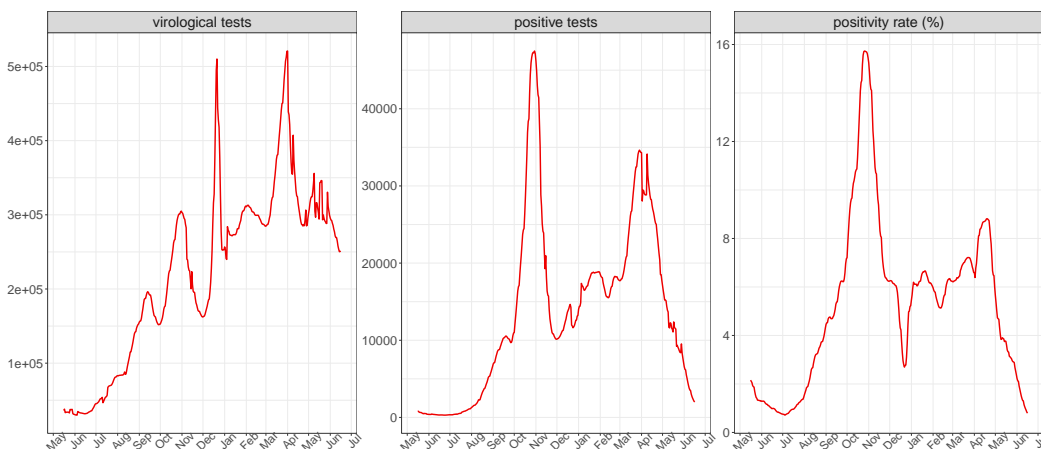 virological tests
positive tests
positivity rate (%)
5e+05
4e+05
3e+05
2e+05
1e+05
40000
30000
20000
10000
0
16
12
8
4
0
May Jun Jul Aug Sep Oct Nov Dec Jan Feb Mar Apr May Jun Jul
May Jun Jul Aug Sep Oct Nov Dec Jan Feb Mar Apr May Jun Jul
May Jun Jul Aug Sep Oct Nov Dec Jan Feb Mar Apr May Jun